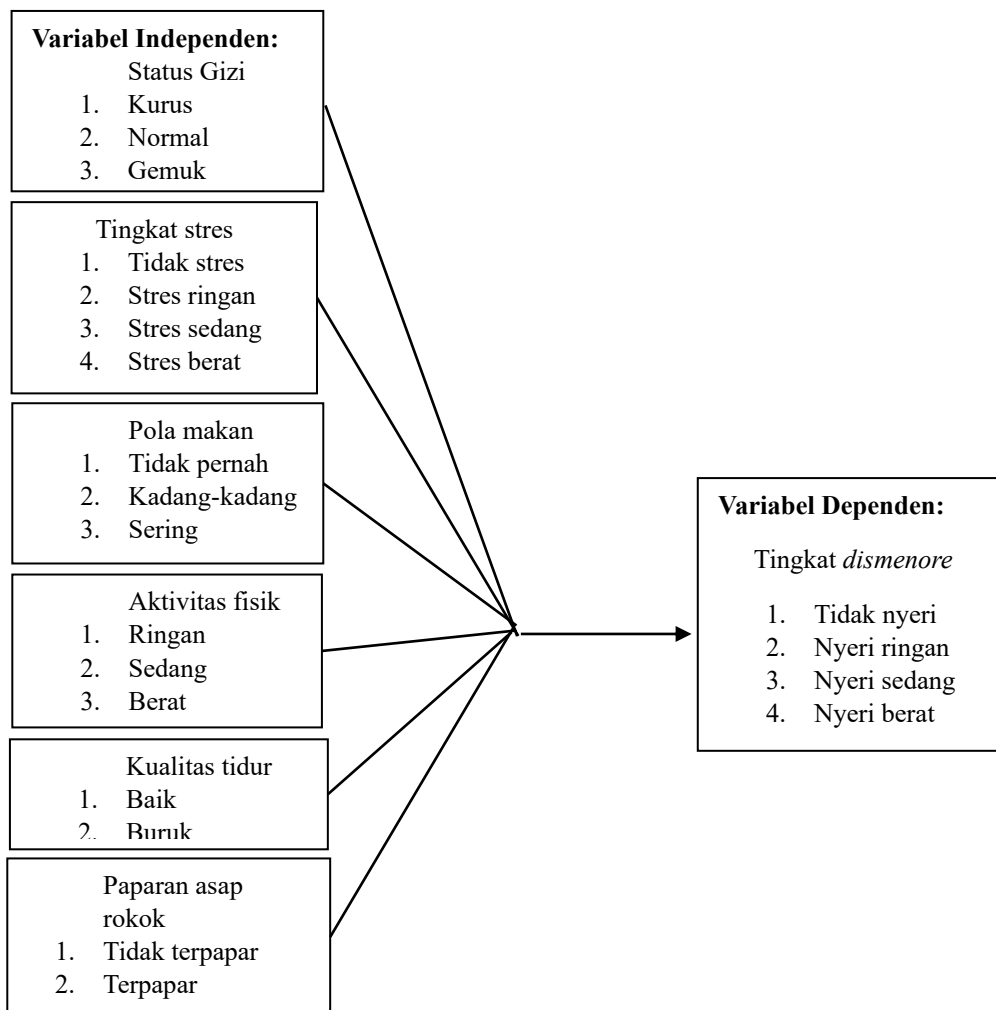 Variabel Independen:
Status Gizi
1. Kurus
2. Normal
3. Gemuk
Tingkat stres
1. Tidak stres
2. Stres ringan
3. Stres sedang
4. Stres berat
Pola makan
1. Tidak pernah
2. Kadang-kadang
3. Sering
Aktivitas fisik
1. Ringan
2. Sedang
3. Berat
Kualitas tidur
1. Baik
2. Buruk
Paparan asap
rokok
1. Tidak terpapar
2. Terpapar
Variabel Dependen:
Tingkat dismenore
1. Tidak nyeri
2. Nyeri ringan
3. Nyeri sedang
4. Nyeri berat